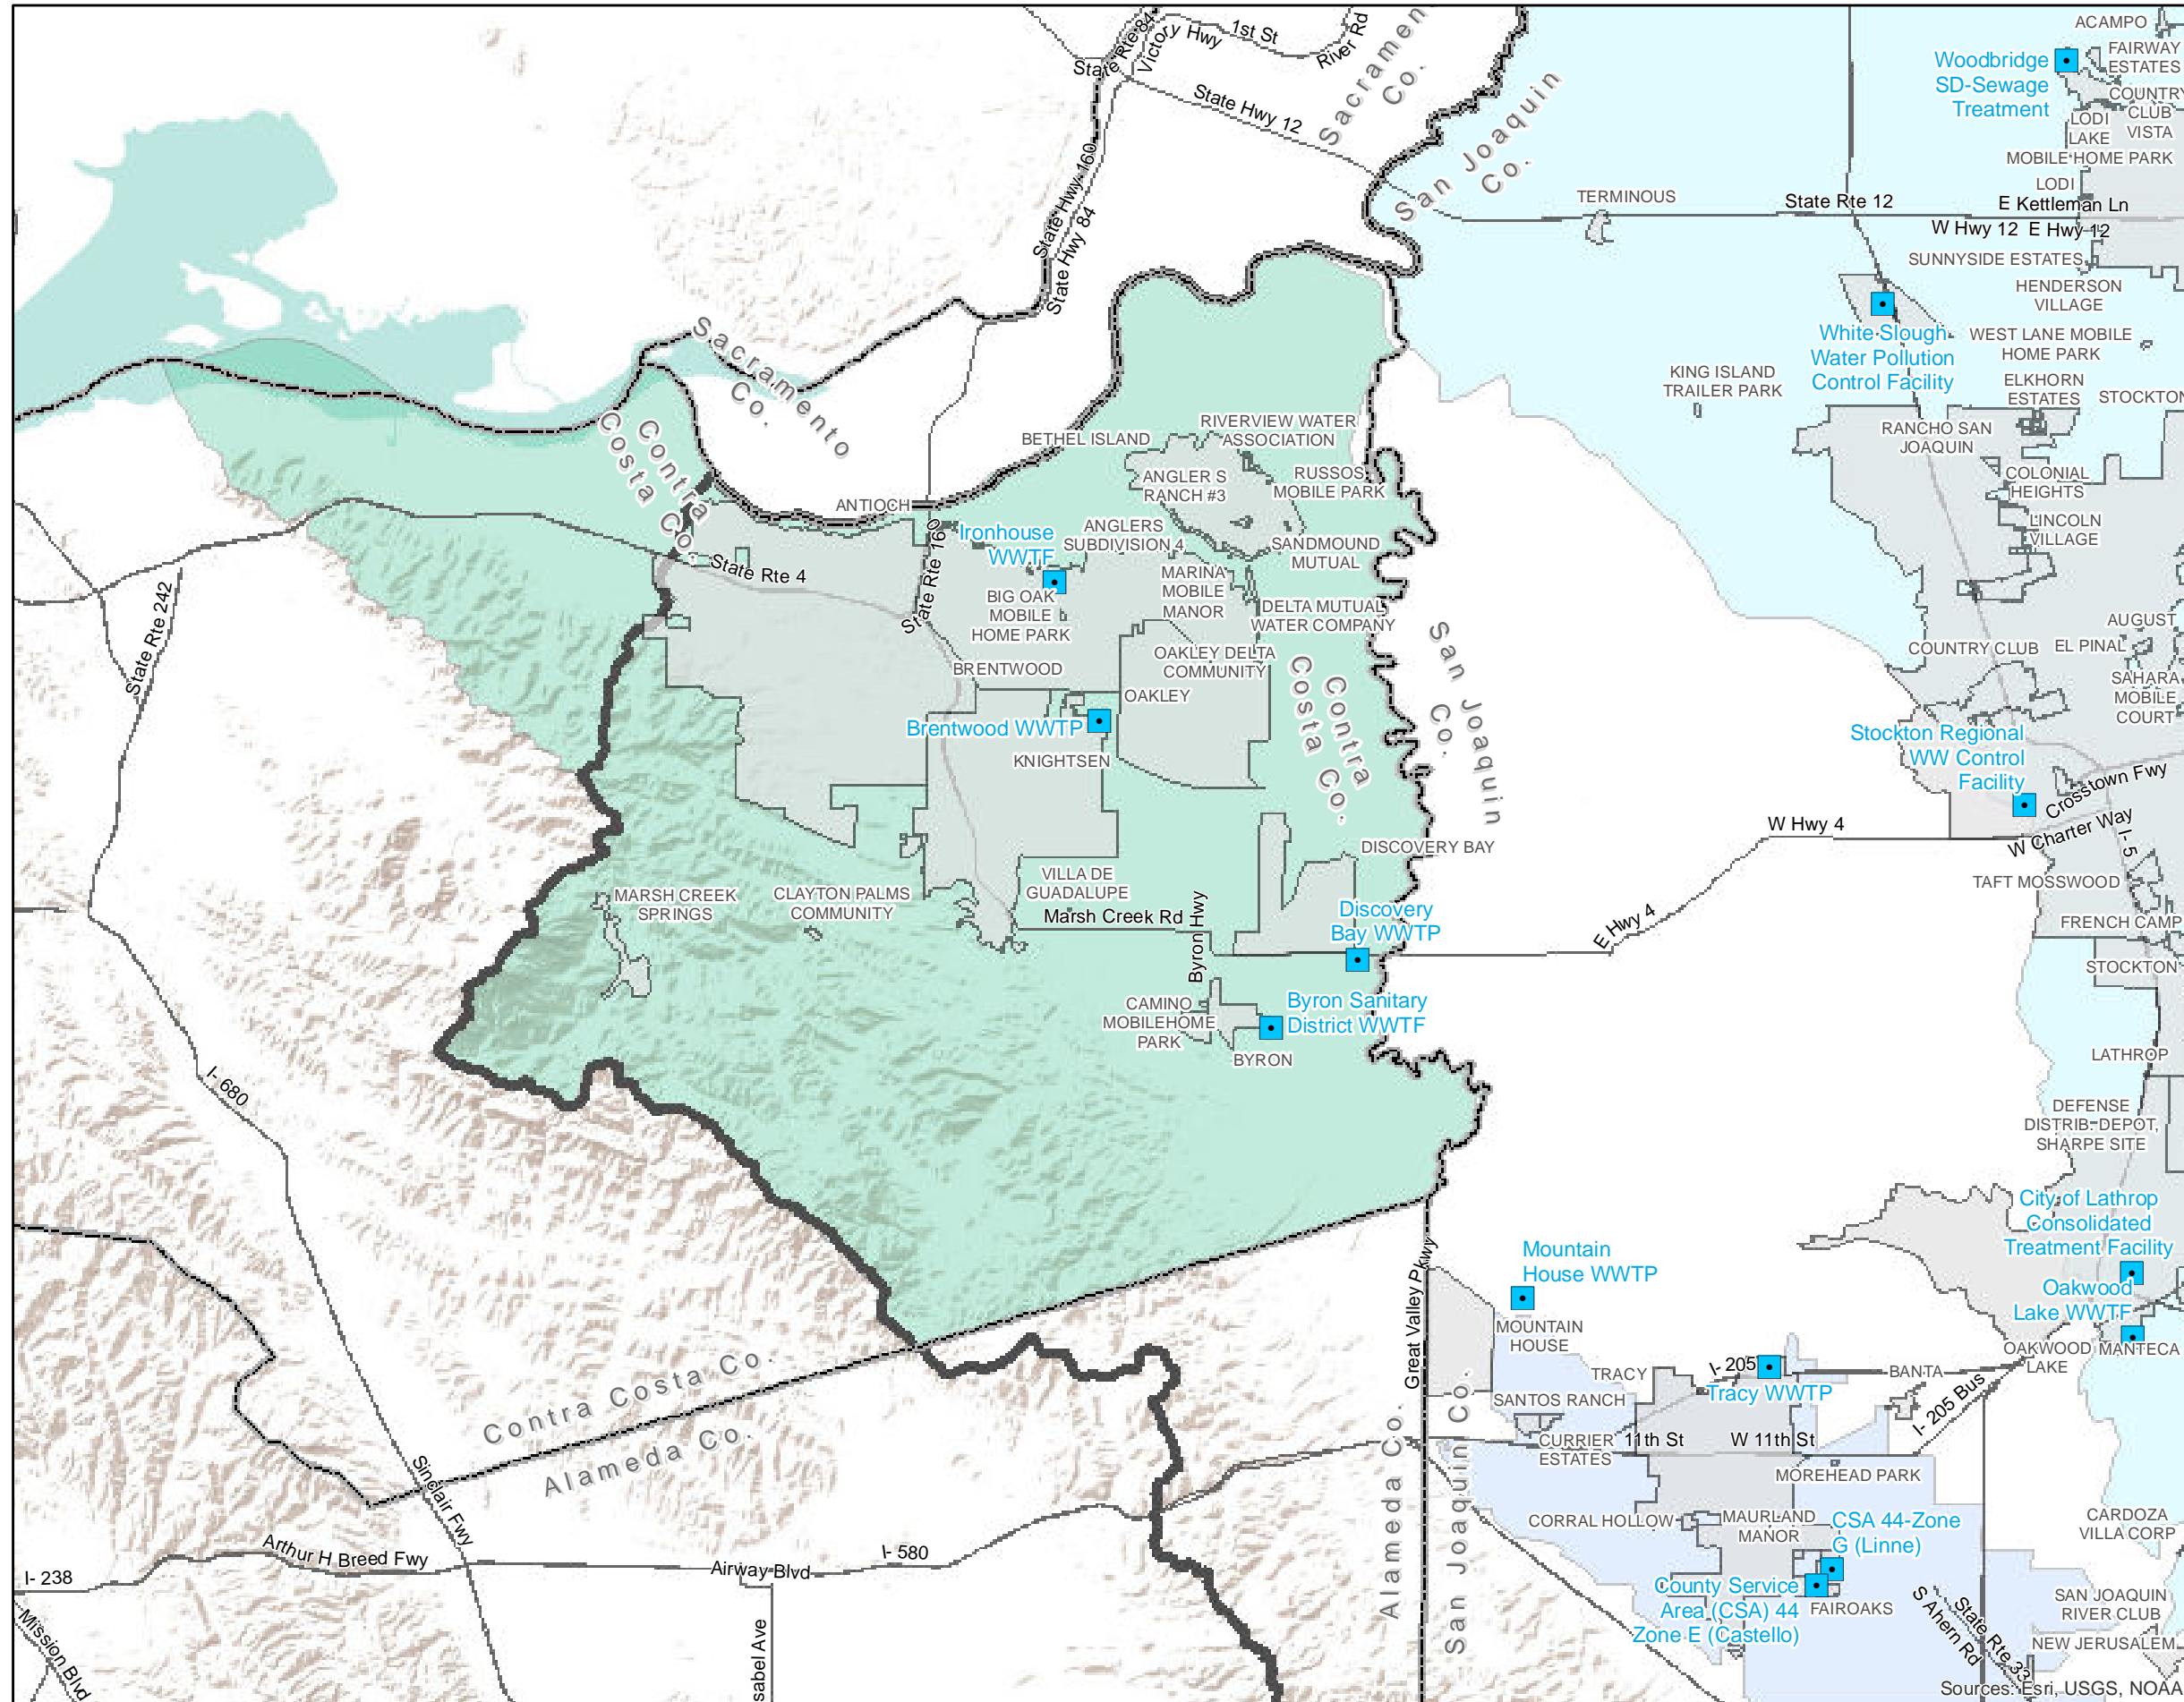 State Rte 84
Victory Hwy
1st St
River Rd
State Hwy 12
Sacramen
Co.
San Joaquin
Co.
State Hwy 160
State Hwy 84
ACAMPO
Woodbridge
SD-Sewage
Treatment
FAIRWAY
ESTATES
COUNTRY
CLUB
VISTA
LODI
LAKE
MOBILE HOME PARK
LODI
TERMINOUS
State Rte 12
E Kettleman Ln
W Hwy 12
E Hwy 12
SUNNYSIDE ESTATES
HENDERSON
VILLAGE
White Slough
Water Pollution
Control Facility
WEST LANE MOBILE
HOME PARK
KING ISLAND
TRAILER PARK
ELKHORN
ESTATES
STOCKTON
RANCHO SAN
JOAQUIN
COLONIAL
HEIGHTS
LINCOLN
VILLAGE
Sacramento
Co.
Contra
Costa Co.
BETHEL ISLAND
RIVERVIEW WATER
ASSOCIATION
ANGLER S
RANCH #3
RUSSOS
MOBILE PARK
ANTIOCH
Ironhouse
WWTF
ANGLERS
SUBDIVISION 4
SANDMOUND
MUTUAL
State Rte 4
State Rte 160
MARINA
MOBILE
MANOR
BIG OAK
MOBILE
HOME PARK
DELTA MUTUAL
WATER COMPANY
State Rte 242
BRENTWOOD
OAKLEY DELTA
COMMUNITY
OAKLEY
Contra
Costa Co.
San Joaquin
Co.
Brentwood WWTP
KNIGHTSEN
AUGUST
COUNTRY CLUB
EL PINAL
SAHARA
MOBILE
COURT
Stockton Regional
WW Control
Facility
Crosstown Fwy
W Hwy 4
W Charter Way
I- 5
DISCOVERY BAY
MARSH CREEK
SPRINGS
CLAYTON PALMS
COMMUNITY
VILLA DE
GUADALUPE
Marsh Creek Rd
Byron Hwy
Discovery
Bay WWTP
E Hwy 4
TAFT MOSSWOOD
FRENCH CAMP
STOCKTON
CAMINO
MOBILEHOME
PARK
Byron Sanitary
District WWTF
BYRON
I- 680
LATHROP
DEFENSE
DISTRIB. DEPOT,
SHARPE SITE
City of Lathrop
Consolidated
Treatment Facility
Oakwood
Lake WWTF
OAKWOOD
LAKE
MANTECA
Great Valley Pkwy
Mountain
House WWTP
MOUNTAIN
HOUSE
TRACY
I- 205
Tracy WWTP
BANTA
I- 205 Bus
SANTOS RANCH
CURRIER
ESTATES
11th St
W 11th St
MOREHEAD PARK
Contra Costa Co.
Alameda Co.
Alameda Co.
San Joaquin Co.
CORRAL HOLLOW
MAURLAND
MANOR
CSA 44-Zone
G (Linne)
CARDOZA
VILLA CORP
County Service
Area (CSA) 44
Zone E (Castello)
FAIROAKS
S Ahern Rd
State Rte 33
SAN JOAQUIN
RIVER CLUB
NEW JERUSALEM
Sinclair Fwy
Arthur H Breed Fwy
I- 238
Airway Blvd
I- 580
Mission Blvd
sabel Ave
Sources: Esri, USGS, NOAA